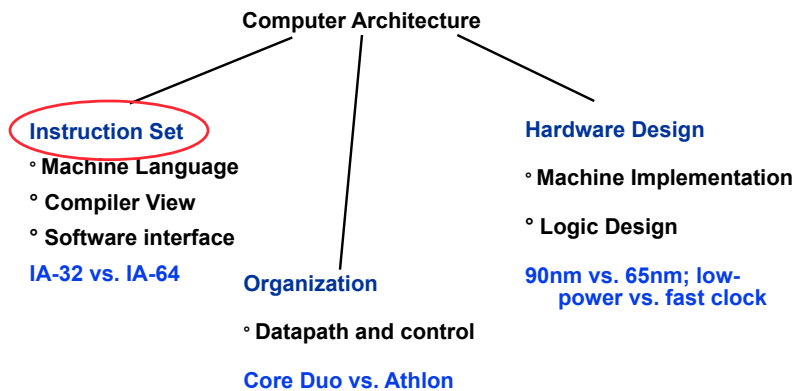 Computer Architecture
Instruction Set
° Machine Language
° Compiler View
° Software interface
IA-32 vs. IA-64
Organization
° Datapath and control
Core Duo vs. Athlon
Hardware Design
° Machine Implementation
° Logic Design
90nm vs. 65nm; low-
power vs. fast clock